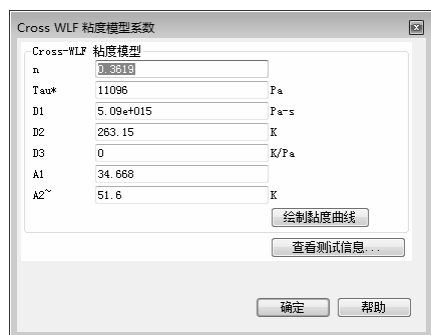 Cross WLF 粘度模型系数
Cross-WLF 粘度模型
n 0.3619
Tau* 11096 Pa
D1 5.09e+015 Pa-s
D2 263.15 K
D3 0 K/Pa
A1 34.668
A2~ 51.6 K
绘制黏度曲线
查看测试信息...
确定 帮助